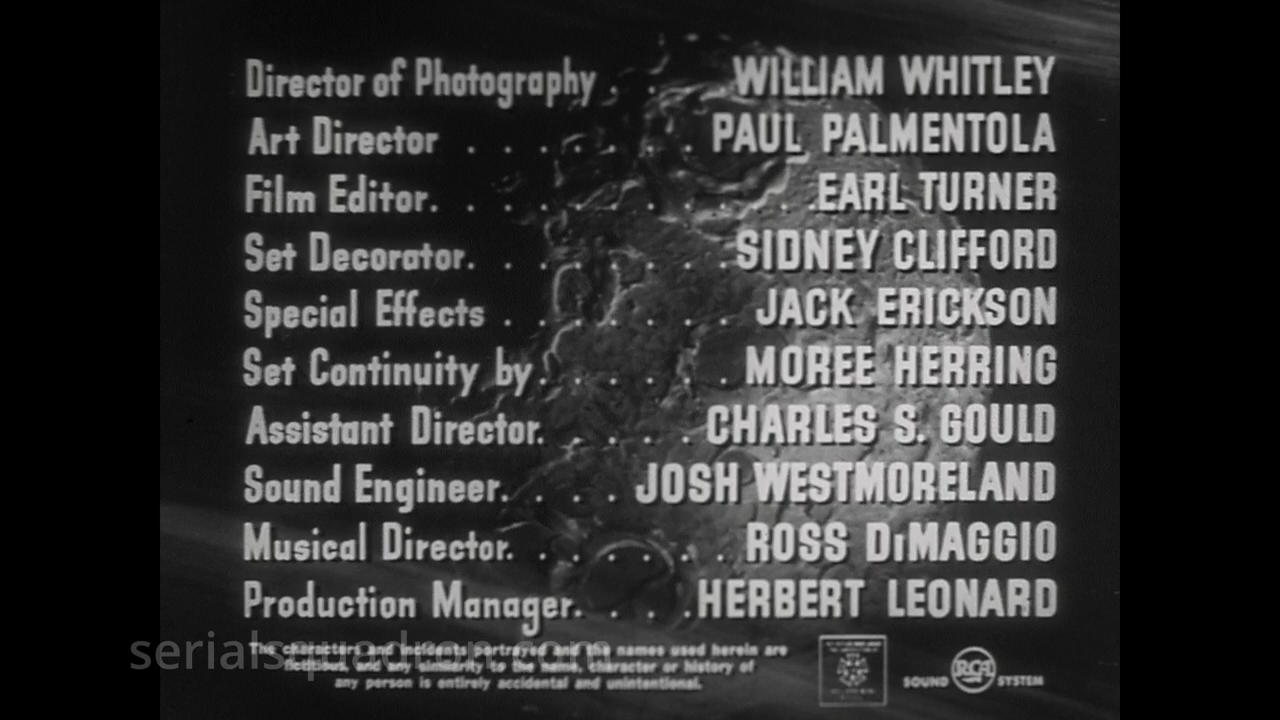 Director of Photography . . WILLIAM WHITLEY
Art Director . . . . . . . PAUL PALMENTOLA
Film Editor. . . . . . . . . . . .EARL TURNER
Set Decorator. . . . . . . .SIDNEY CLIFFORD
Special Effects . . . . . . . JACK ERICKSON
Set Continuity by. . . . . . MOREE HERRING
Assistant Director. . . . . CHARLES S. GOULD
Sound Engineer. . . . JOSH WESTMORELAND
Musical Director. . . . . . . ROSS DiMAGGIO
Production Manager. . . .HERBERT LEONARD
The characters and incidents portrayed and the names used herein are
fictitious, and any similarity to the name, character or history of
any person is entirely accidental and unintentional.
serialsquadron.com
SOUND RCA SYSTEM